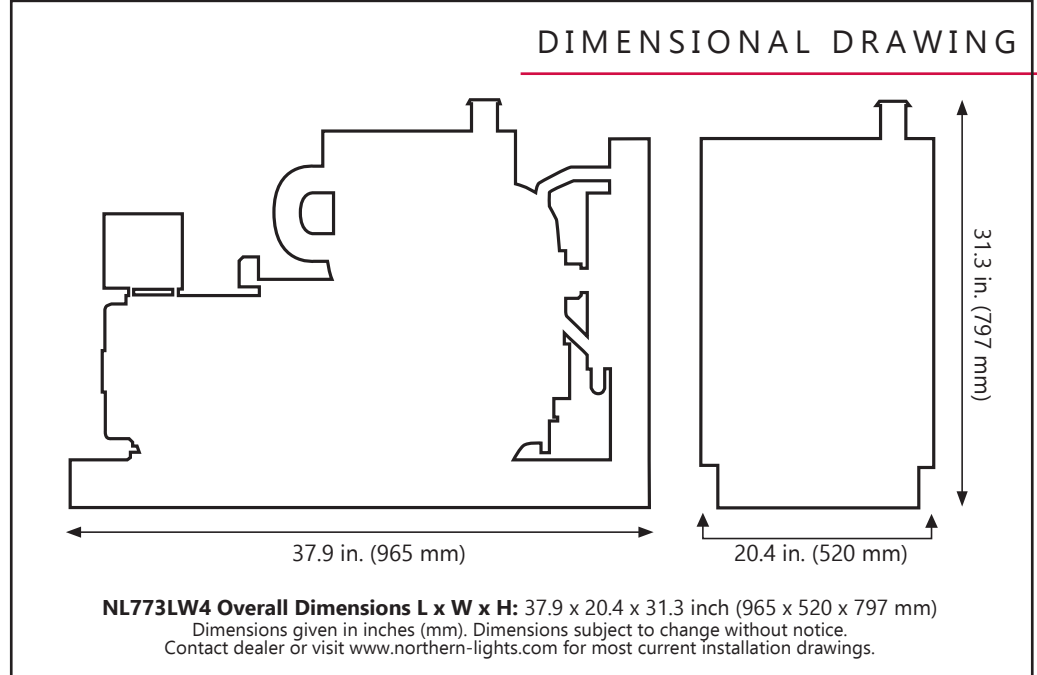 DIMENSIONAL DRAWING
31.3 in. (797 mm)
37.9 in. (965 mm)
20.4 in. (520 mm)
NL773LW4 Overall Dimensions L x W x H: 37.9 x 20.4 x 31.3 inch (965 x 520 x 797 mm)
Dimensions given in inches (mm). Dimensions subject to change without notice.
Contact dealer or visit www.northern-lights.com for most current installation drawings.